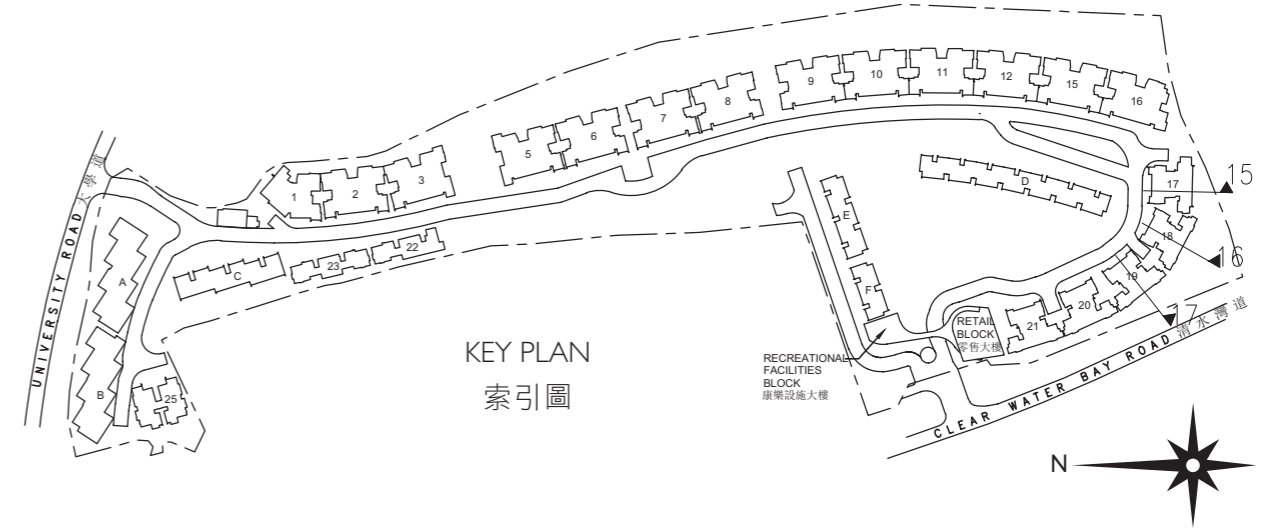 9
10
11
12
15
16
8
7
6
5
3
2
1
D
17
15
18
16
19
17
20
21
E
F
22
23
C
A
B
25
UNIVERSITY ROAD 大學道
KEY PLAN
索引圖
RETAIL
BLOCK
零售大樓
RECREATIONAL
FACILITIES
BLOCK
康樂設施大樓
CLEAR WATER BAY ROAD 清水灣道
N